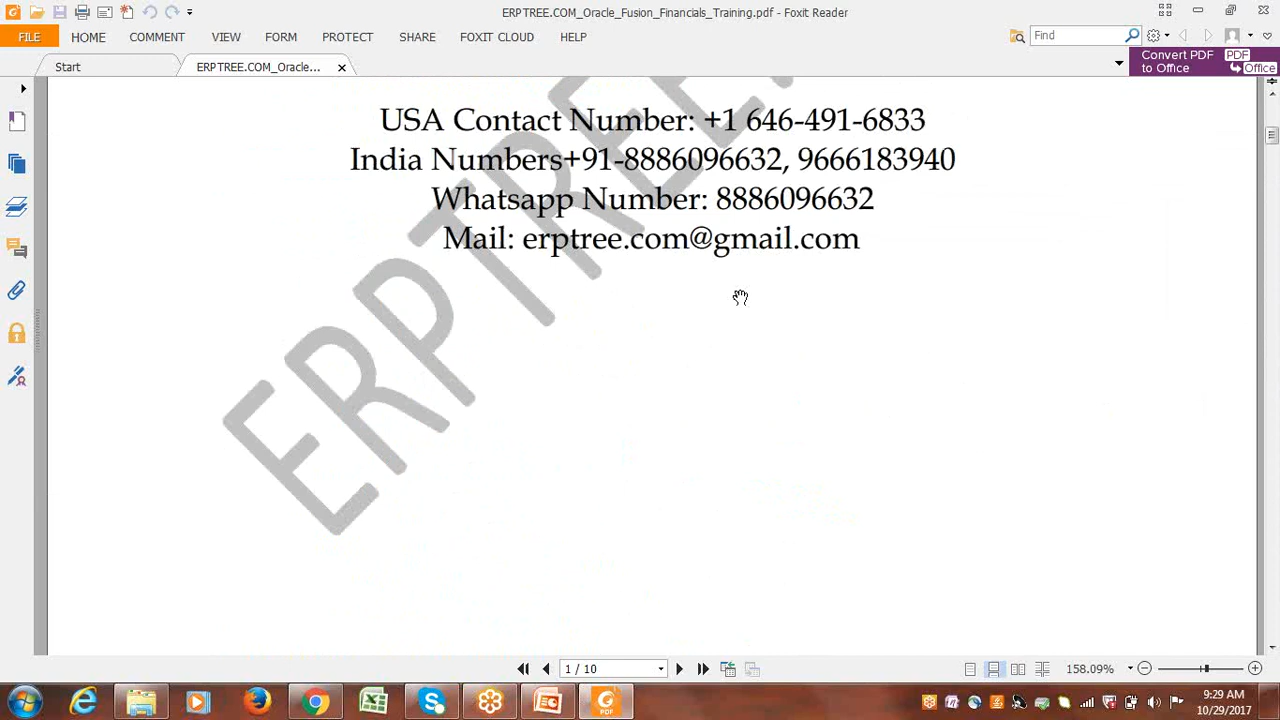 ERPTREE.COM_Oracle_Fusion_Financials_Training.pdf - Foxit Reader
FILE HOME COMMENT VIEW FORM PROTECT SHARE FOXIT CLOUD HELP
Find
Start
ERPTREE.COM_Oracle...
Convert PDF to Office
PDF
Office
USA Contact Number: +1 646-491-6833
India Numbers+91-8886096632, 9666183940
Whatsapp Number: 8886096632
Mail: erptree.com@gmail.com
ERPTREE
1 / 10
158.09%
9:29 AM
10/29/2017